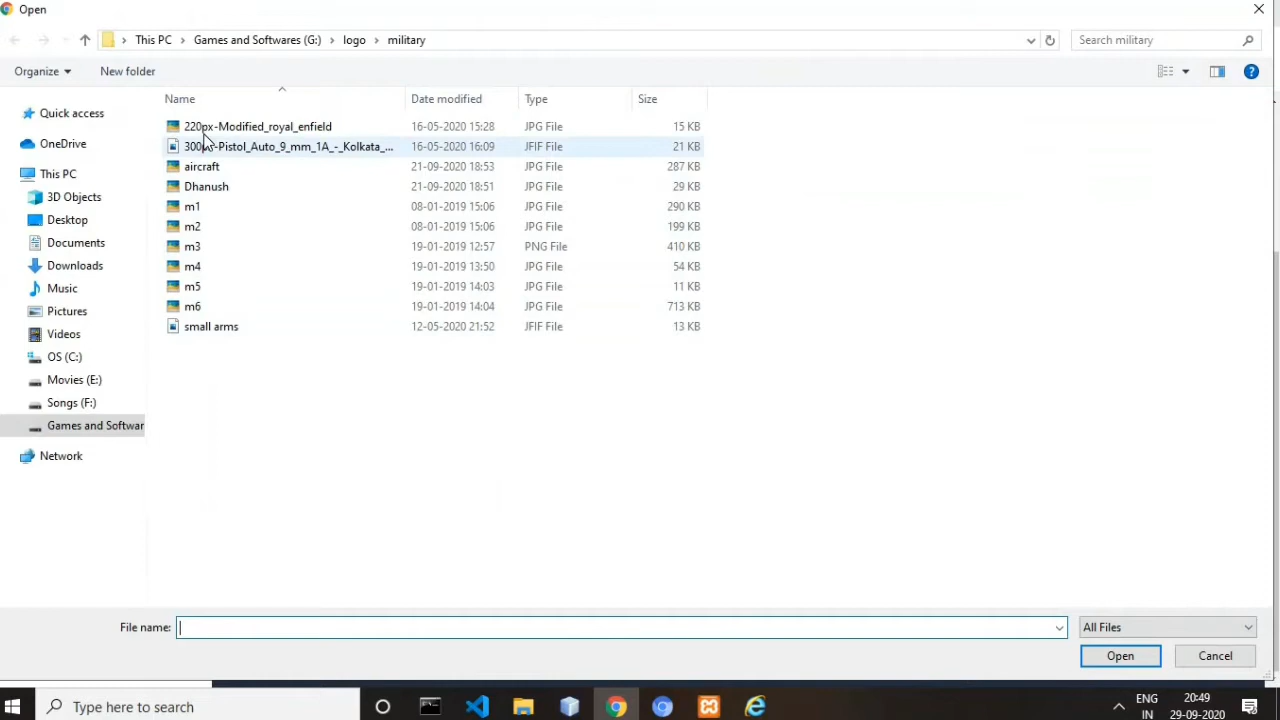 Open
This PC > Games and Softwares (G:) > logo > military
Search military
Organize
New folder
Name Date modified Type Size
Quick access
OneDrive
This PC
3D Objects
Desktop
Documents
Downloads
Music
Pictures
Videos
OS (C:)
Movies (E:)
Songs (F:)
Games and Softwar
Network
220px-Modified_royal_enfield 16-05-2020 15:28 JPG File 15 KB
300px-Pistol_Auto_9_mm_1A_-_Kolkata_... 16-05-2020 16:09 JFIF File 21 KB
aircraft 21-09-2020 18:53 JPG File 287 KB
Dhanush 21-09-2020 18:51 JPG File 29 KB
m1 08-01-2019 15:06 JPG File 290 KB
m2 08-01-2019 15:06 JPG File 199 KB
m3 19-01-2019 12:57 PNG File 410 KB
m4 19-01-2019 13:50 JPG File 54 KB
m5 19-01-2019 14:03 JPG File 11 KB
m6 19-01-2019 14:04 JPG File 713 KB
small arms 12-05-2020 21:52 JFIF File 13 KB
File name:
All Files
Open
Cancel
Type here to search
ENG
IN
20:49
29-09-2020